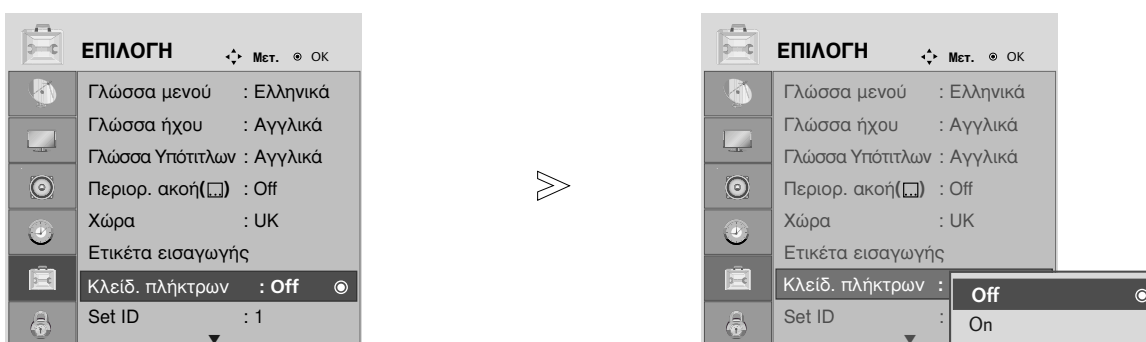 ΕΠΙΛΟΓΗ Μετ. OK
Γλώσσα μενού : Ελληνικά
Γλώσσα ήχου : Αγγλικά
Γλώσσα Υπότιτλων : Αγγλικά
Περιορ. ακοή( ) : Off
Χώρα : UK
Ετικέτα εισαγωγής
Κλείδ. πλήκτρων : Off
Set ID : 1
ΕΠΙΛΟΓΗ Μετ. OK
Γλώσσα μενού : Ελληνικά
Γλώσσα ήχου : Αγγλικά
Γλώσσα Υπότιτλων : Αγγλικά
Περιορ. ακοή( ) : Off
Χώρα : UK
Ετικέτα εισαγωγής
Κλείδ. πλήκτρων :
Set ID :
Off
On